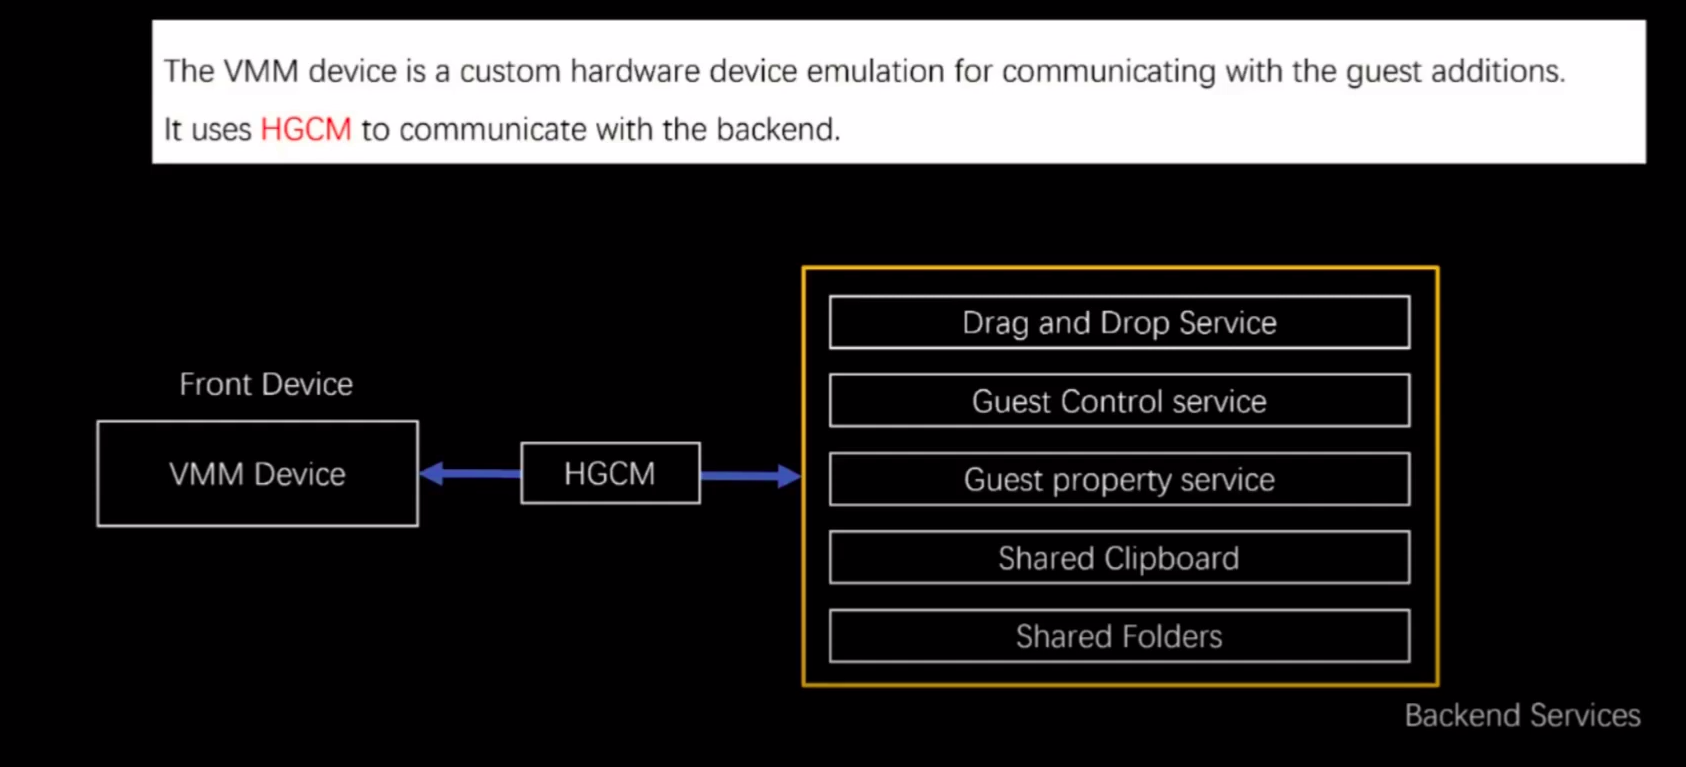 The VMM device is a custom hardware device emulation for communicating with the guest additions.
It uses HGCM to communicate with the backend.
Front Device
VMM Device
HGCM
Drag and Drop Service
Guest Control service
Guest property service
Shared Clipboard
Shared Folders
Backend Services